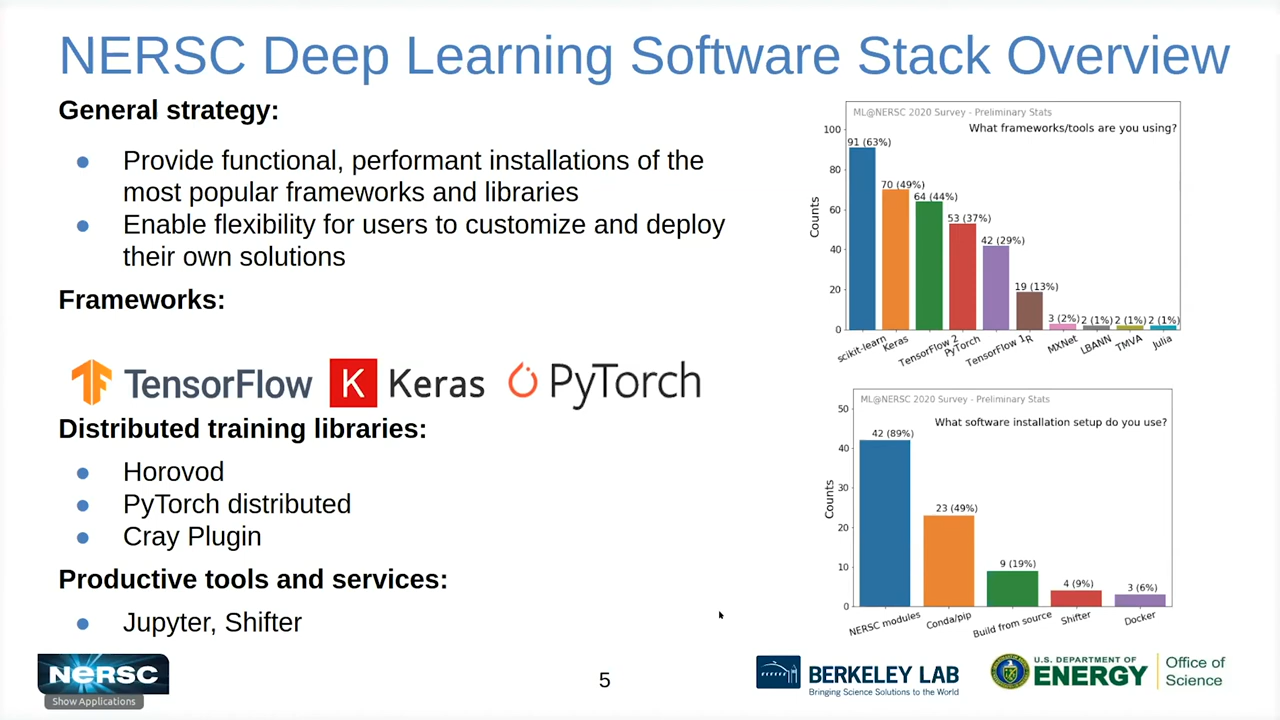 NERSC Deep Learning Software Stack Overview
General strategy:
● Provide functional, performant installations of the
most popular frameworks and libraries
● Enable flexibility for users to customize and deploy
their own solutions
Frameworks:
TensorFlow K Keras PyTorch
Distributed training libraries:
● Horovod
● PyTorch distributed
● Cray Plugin
Productive tools and services:
● Jupyter, Shifter
ML@NERSC 2020 Survey - Preliminary Stats
What frameworks/tools are you using?
Counts
100
80
60
40
20
0
91 (63%)
70 (49%)
64 (44%)
53 (37%)
42 (29%)
19 (13%)
3 (2%)
2 (1%)
2 (1%)
2 (1%)
scikit-learn
Keras
TensorFlow 2
PyTorch
TensorFlow 1
R
MXNet
LBANN
TMVA
Julia
ML@NERSC 2020 Survey - Preliminary Stats
What software installation setup do you use?
Counts
50
40
30
20
10
0
42 (89%)
23 (49%)
9 (19%)
4 (9%)
3 (6%)
NERSC modules
Conda/pip
Build from source
Shifter
Docker
NERSC
Show Applications
5
BERKELEY LAB
Bringing Science Solutions to the World
U.S. DEPARTMENT OF
ENERGY
Office of
Science